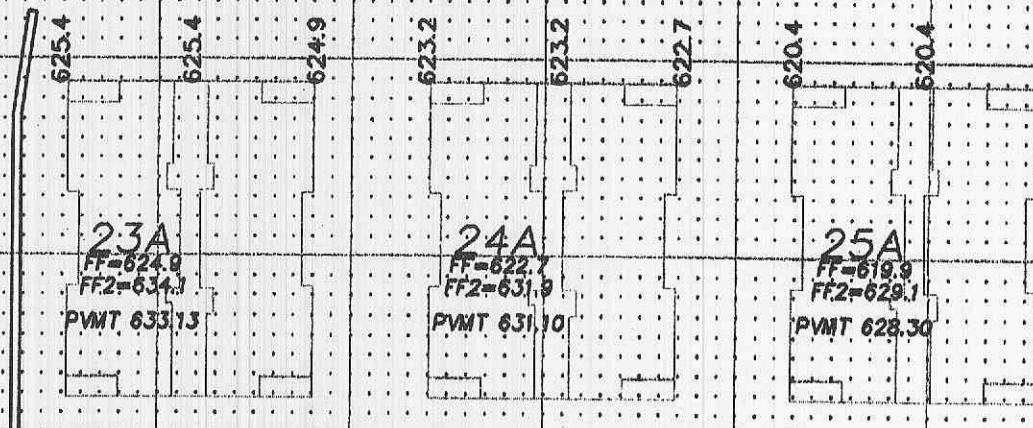 625.4
625.4
624.9
623.2
623.2
622.7
620.4
620.4
23A
FF=624.9
FF2=634.1
PVMT 633.13
24A
FF=622.7
FF2=631.9
PVMT 631.10
25A
FF=619.9
FF2=629.1
PVMT 628.30